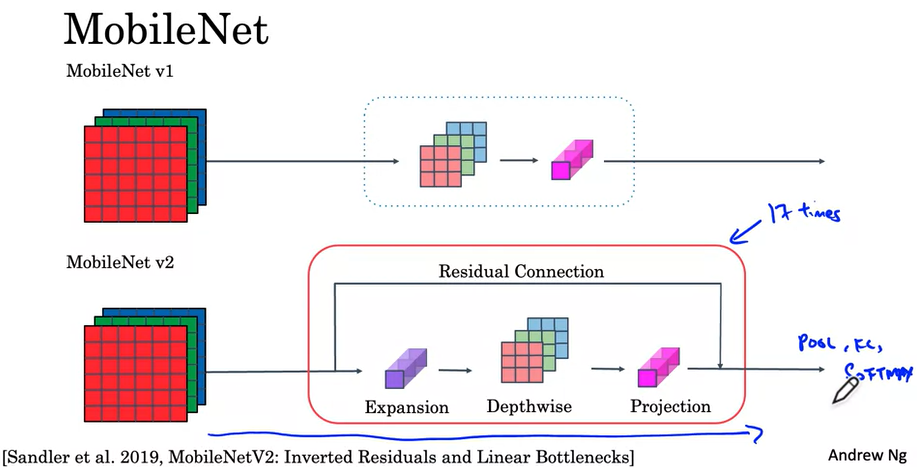 MobileNet
MobileNet v1
17 times
MobileNet v2
Residual Connection
POOL, FC,
SOFTMAX
Expansion
Depthwise
Projection
[Sandler et al. 2019, MobileNetV2: Inverted Residuals and Linear Bottlenecks]
Andrew Ng